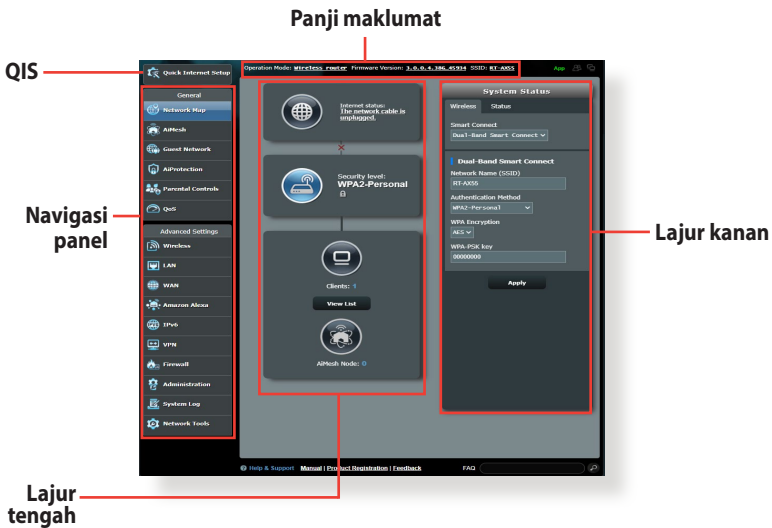 Panji maklumat
QIS
Quick Internet Setup
Operation Mode: Wireless router Firmware Version: 3.0.0.4.386_45934 SSID: RT-AX55
App
General
Network Map
AiMesh
Guest Network
AiProtection
Parental Controls
QoS
Navigasi
panel
Advanced Settings
Wireless
LAN
WAN
Amazon Alexa
IPv6
VPN
Firewall
Administration
System Log
Network Tools
Internet status:
The network cable is
unplugged.
Security level:
WPA2-Personal
Clients: 1
View List
AiMesh Node: 0
System Status
Wireless Status
Smart Connect
Dual-Band Smart Connect
Dual-Band Smart Connect
Network Name (SSID)
RT-AX55
Authentication Method
WPA2-Personal
WPA Encryption
AES
WPA-PSK key
00000000
Apply
Lajur kanan
Help & Support Manual | Product Registration | Feedback
FAQ
Lajur
tengah